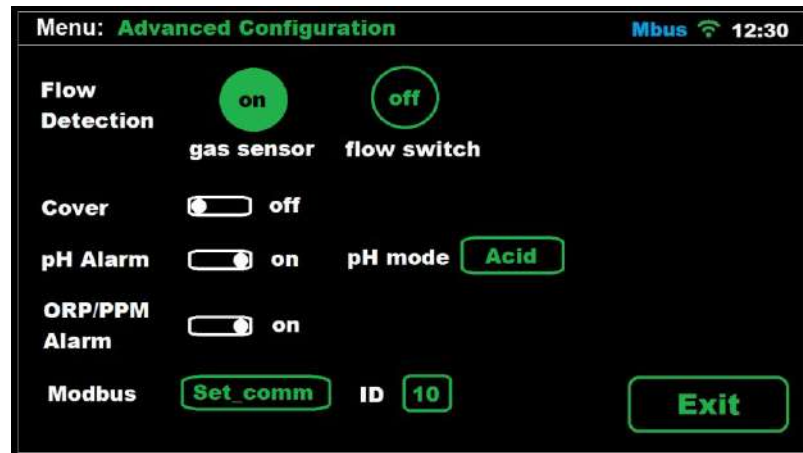 Menu: Advanced Configuration Mbus 12:30
Flow
Detection
on off
gas sensor flow switch
Cover off
pH Alarm on pH mode Acid
ORP/PPM
Alarm
on
Modbus Set_comm ID 10
Exit